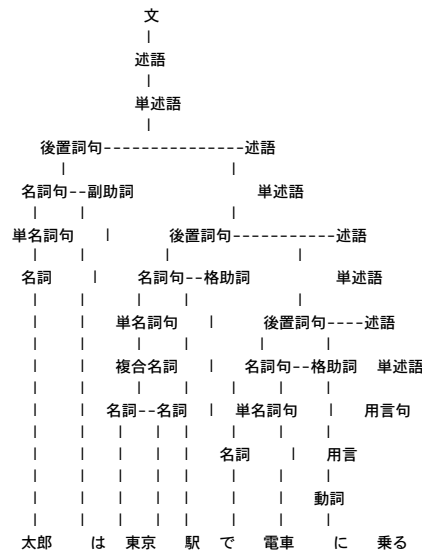 文
|
述語
|
単述語
|
後置詞句---------------述語
| |
名詞句--副助詞 単述語
| | |
単名詞句 | 後置詞句-----------述語
| | | |
名詞 | 名詞句--格助詞 単述語
| | | | |
| | 単名詞句 | 後置詞句----述語
| | | | | |
| | 複合名詞 | 名詞句--格助詞 単述語
| | | | | | |
| | 名詞--名詞 | 単名詞句 | 用言句
| | | | | | | |
| | | | | 名詞 | 用言
| | | | | | | |
| | | | | | | 動詞
| | | | | | | |
太郎 は 東京 駅 で 電車 に 乗る